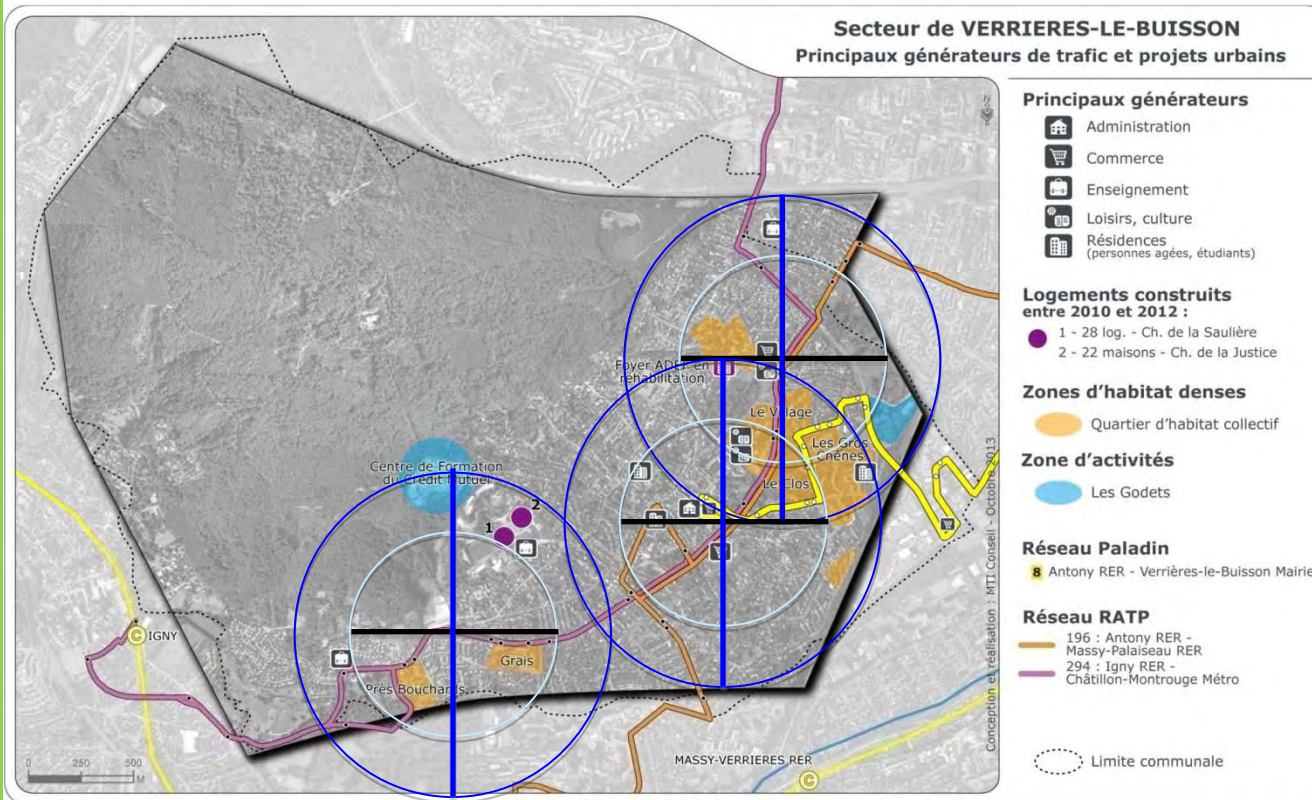 Secteur de VERRIERES-LE-BUISSON
Principaux générateurs de trafic et projets urbains
Principaux générateurs
Administration
Commerce
Enseignement
Loisirs, culture
Résidences
(personnes agées, étudiants)
Logements construits
entre 2010 et 2012 :
1 - 28 log. - Ch. de la Saulière
2 - 22 maisons - Ch. de la Justice
Zones d'habitat denses
Quartier d'habitat collectif
Zone d'activités
Les Godets
Réseau Paladin
8 Antony RER - Verrières-le-Buisson Mairie
Réseau RATP
196 : Antony RER -
Massy-Palaiseau RER
294 : Igny RER -
Châtillon-Montrouge Métro
Limite communale
Foyer ADEF en
réhabilitation
Le Village
Les Gros
Chênes
Le Clos
Centre de Formation
du Crédit Mutuel
2
1
C IGNY
Grais
Près Bouchards
MASSY-VERRIERES RER
C
0 250 500
M
Conception et réalisation : MTI Conseil - Octobre 2013